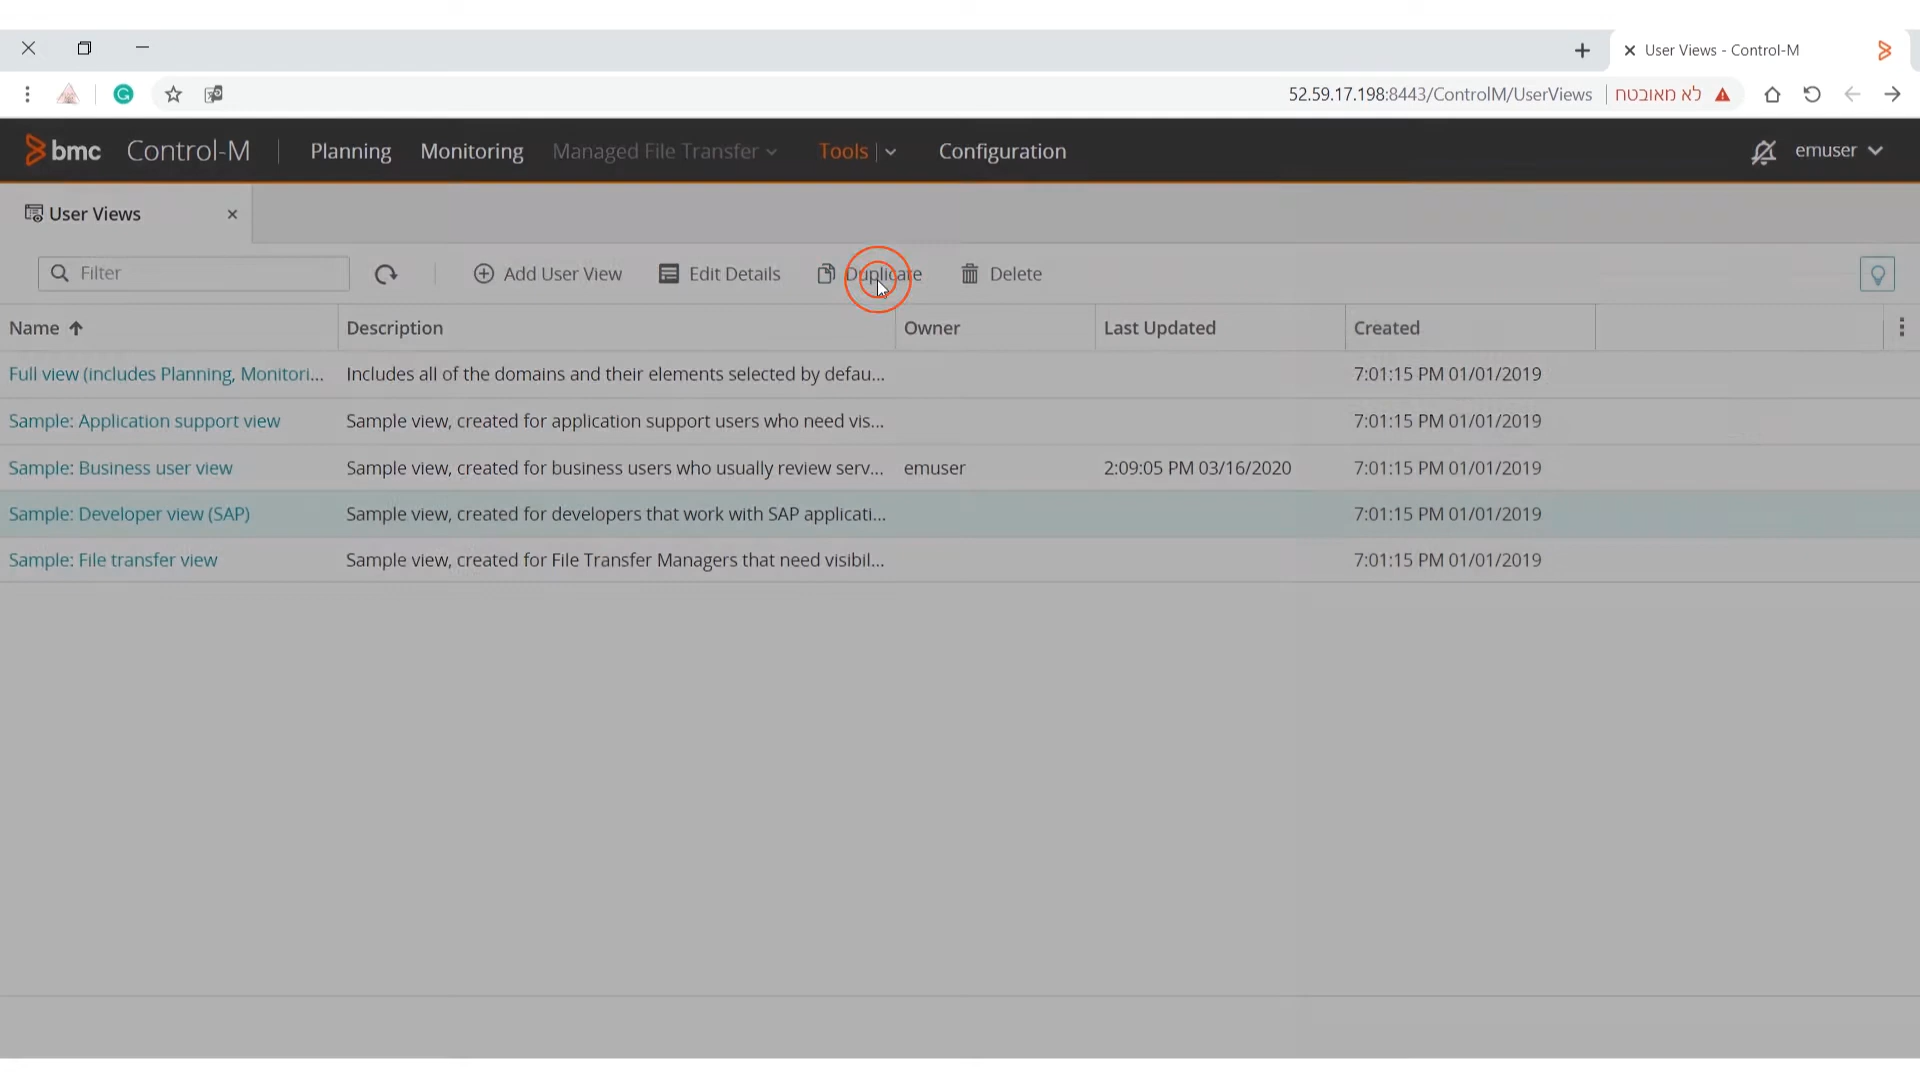 User Views - Control-M
52.59.17.198:8443/ControlM/UserViews לא מאובטח
bmc Control-M Planning Monitoring Managed File Transfer Tools Configuration emuser
User Views
Filter Add User View Edit Details Duplicate Delete
Name Description Owner Last Updated Created
Full view (includes Planning, Monitori... Includes all of the domains and their elements selected by defau... 7:01:15 PM 01/01/2019
Sample: Application support view Sample view, created for application support users who need vis... 7:01:15 PM 01/01/2019
Sample: Business user view Sample view, created for business users who usually review serv... emuser 2:09:05 PM 03/16/2020 7:01:15 PM 01/01/2019
Sample: Developer view (SAP) Sample view, created for developers that work with SAP applicati... 7:01:15 PM 01/01/2019
Sample: File transfer view Sample view, created for File Transfer Managers that need visibil... 7:01:15 PM 01/01/2019